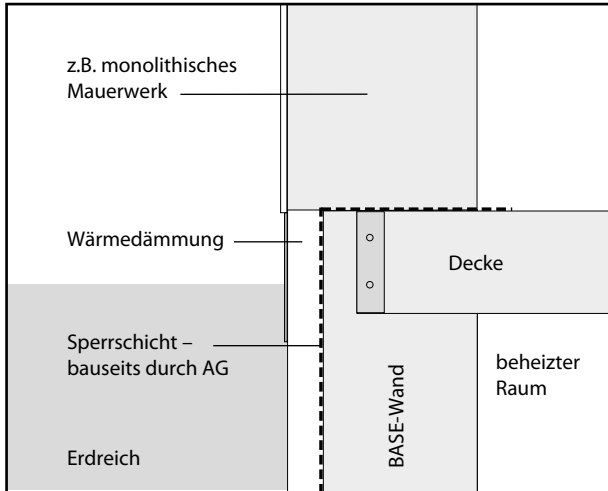 z.B. monolithisches
Mauerwerk
Wärmedämmung
Decke
Sperrschicht –
bauseits durch AG
beheizter
Raum
BASE-Wand
Erdreich